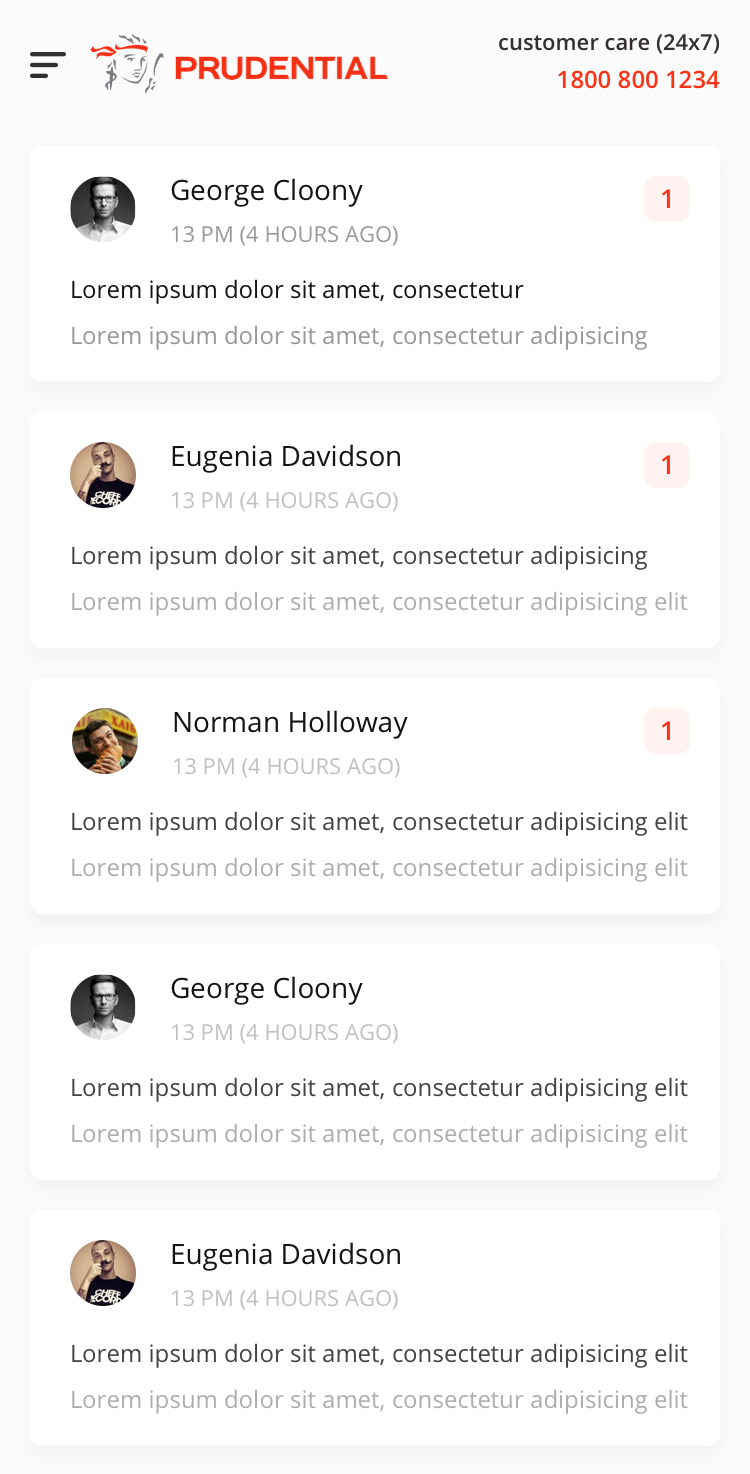 customer care (24x7)
PRUDENTIAL
1800 800 1234
George Cloony
1
13 PM (4 HOURS AGO)
Lorem ipsum dolor sit amet, consectetur
Lorem ipsum dolor sit amet, consectetur adipisicing
Eugenia Davidson
1
13 PM (4 HOURS AGO)
Lorem ipsum dolor sit amet, consectetur adipisicing
Lorem ipsum dolor sit amet, consectetur adipisicing elit
Norman Holloway
1
13 PM (4 HOURS AGO)
Lorem ipsum dolor sit amet, consectetur adipisicing elit
Lorem ipsum dolor sit amet, consectetur adipisicing elit
George Cloony
13 PM (4 HOURS AGO)
Lorem ipsum dolor sit amet, consectetur adipisicing elit
Lorem ipsum dolor sit amet, consectetur adipisicing elit
Eugenia Davidson
13 PM (4 HOURS AGO)
Lorem ipsum dolor sit amet, consectetur adipisicing elit
Lorem ipsum dolor sit amet, consectetur adipisicing elit